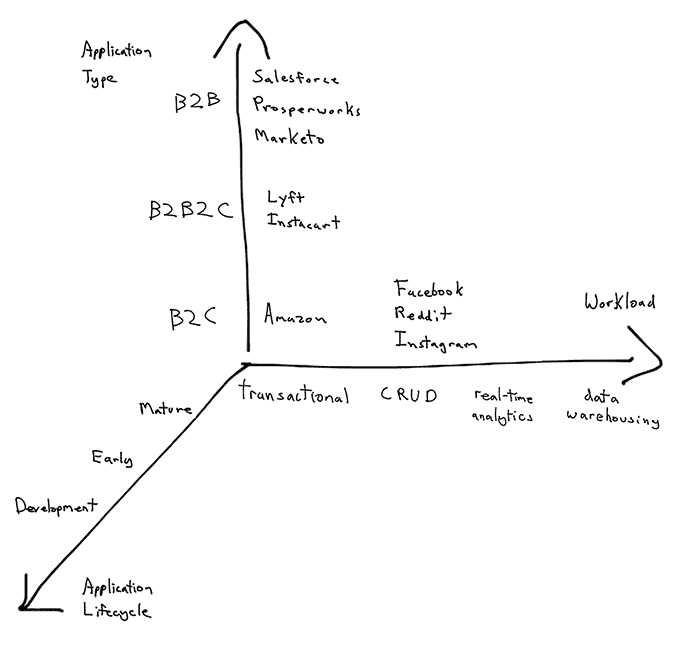 Application
Type
B2B
Salesforce
Prosperworks
Marketo
B2B2C
Lyft
Instacart
B2C
Amazon
Facebook
Reddit
Instagram
Workload
transactional
CRUD
real-time
analytics
data
warehousing
Mature
Early
Development
Application
Lifecycle